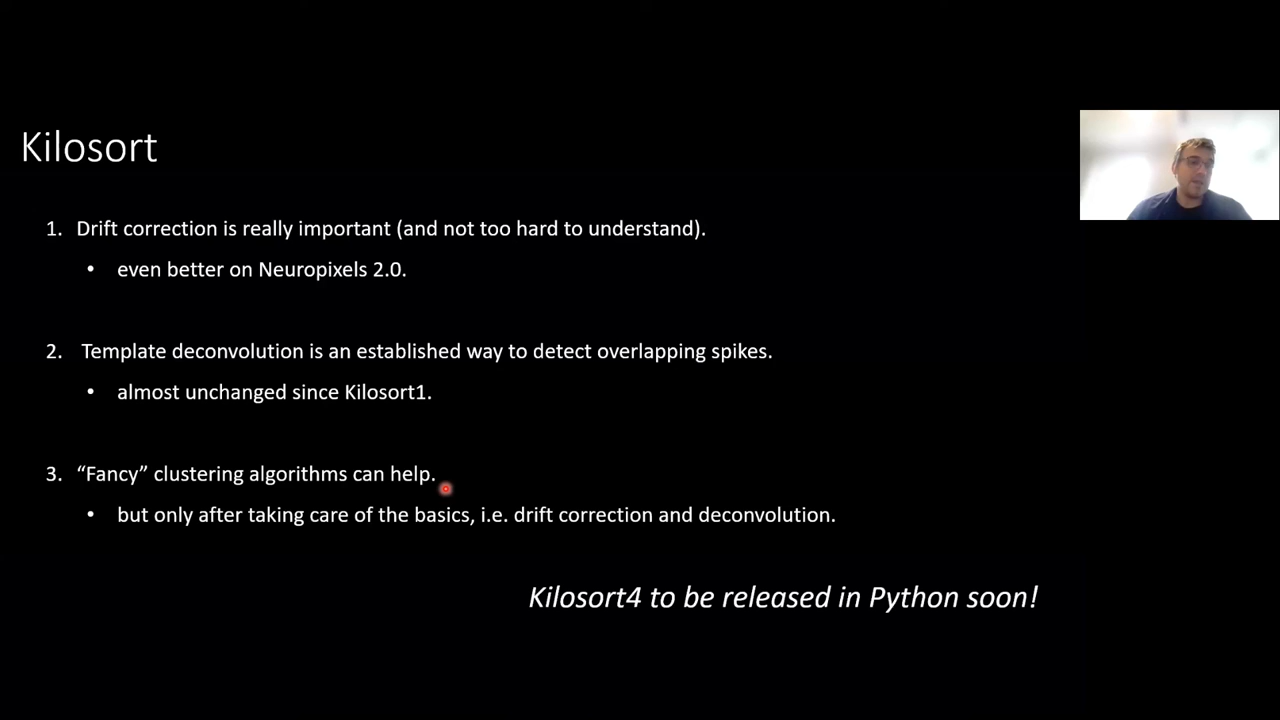 Kilosort
1. Drift correction is really important (and not too hard to understand).
• even better on Neuropixels 2.0.
2. Template deconvolution is an established way to detect overlapping spikes.
• almost unchanged since Kilosort1.
3. “Fancy” clustering algorithms can help.
• but only after taking care of the basics, i.e. drift correction and deconvolution.
Kilosort4 to be released in Python soon!